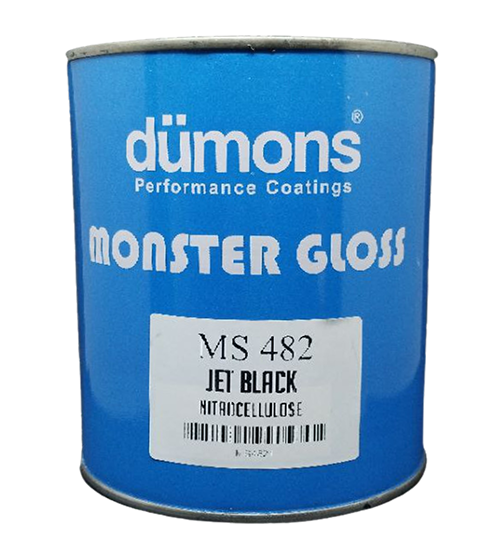 dümons®
Performance Coatings
MONSTER GLOSS
MS 482
JET BLACK
NITROCELLULOSE